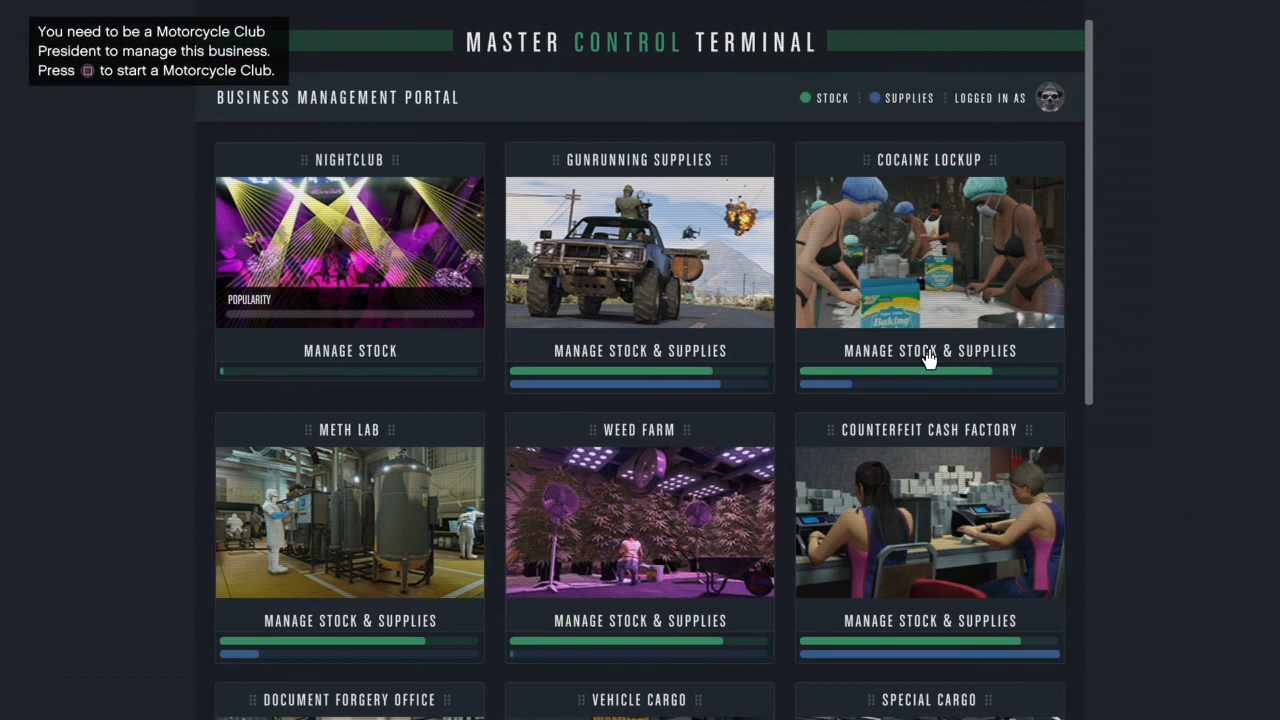 You need to be a Motorcycle Club
President to manage this business.
Press to start a Motorcycle Club.
MASTER CONTROL TERMINAL
BUSINESS MANAGEMENT PORTAL
STOCK
SUPPLIES
LOGGED IN AS
NIGHTCLUB
GUNRUNNING SUPPLIES
COCAINE LOCKUP
POPULARITY
Baking
MANAGE STOCK
MANAGE STOCK & SUPPLIES
MANAGE STOCK & SUPPLIES
METH LAB
WEED FARM
COUNTERFEIT CASH FACTORY
MANAGE STOCK & SUPPLIES
MANAGE STOCK & SUPPLIES
MANAGE STOCK & SUPPLIES
DOCUMENT FORGERY OFFICE
VEHICLE CARGO
SPECIAL CARGO